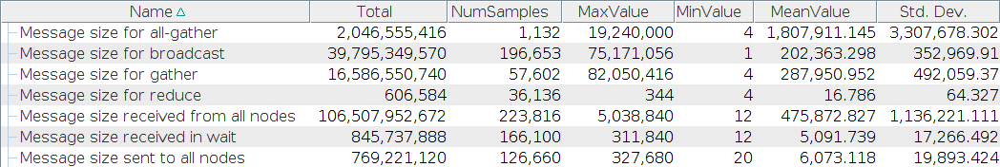 Name Total NumSamples MaxValue MinValue MeanValue Std. Dev.
Message size for all-gather 2,046,555,416 1,132 19,240,000 4 1,807,911.145 3,307,678.302
Message size for broadcast 39,795,349,570 196,653 75,171,056 1 202,363.298 352,969.91
Message size for gather 16,586,550,740 57,602 82,050,416 4 287,950.952 492,059.37
Message size for reduce 606,584 36,136 344 4 16.786 64.327
Message size received from all nodes 106,507,952,672 223,816 5,038,840 12 475,872.827 1,136,221.111
Message size received in wait 845,737,888 166,100 311,840 12 5,091.739 17,266.492
Message size sent to all nodes 769,221,120 126,660 327,680 20 6,073.118 19,893.424